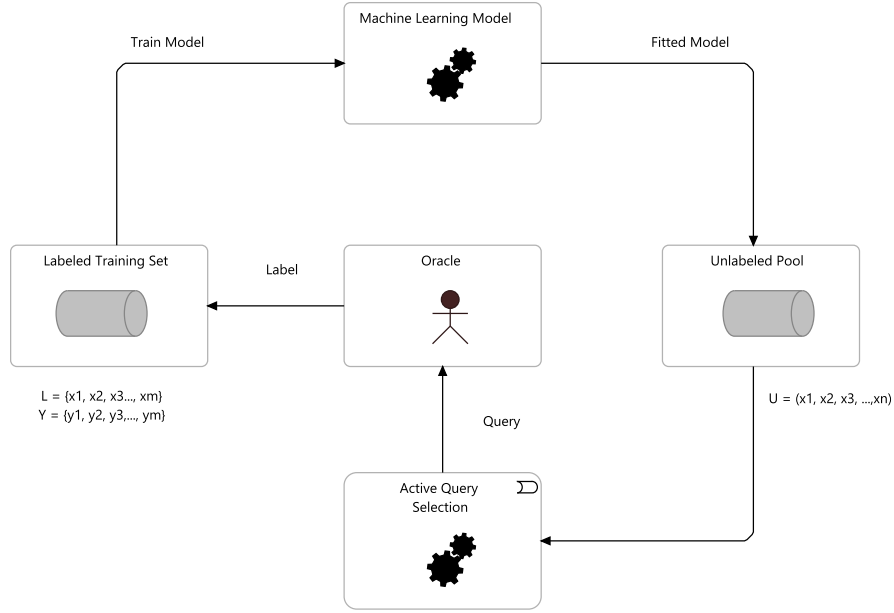 Machine Learning Model
Train Model
Fitted Model
Labeled Training Set
Label
Oracle
Unlabeled Pool
L = {x1, x2, x3..., xm}
Y = {y1, y2, y3,..., ym}
U = (x1, x2, x3, ...,xn)
Query
Active Query
Selection